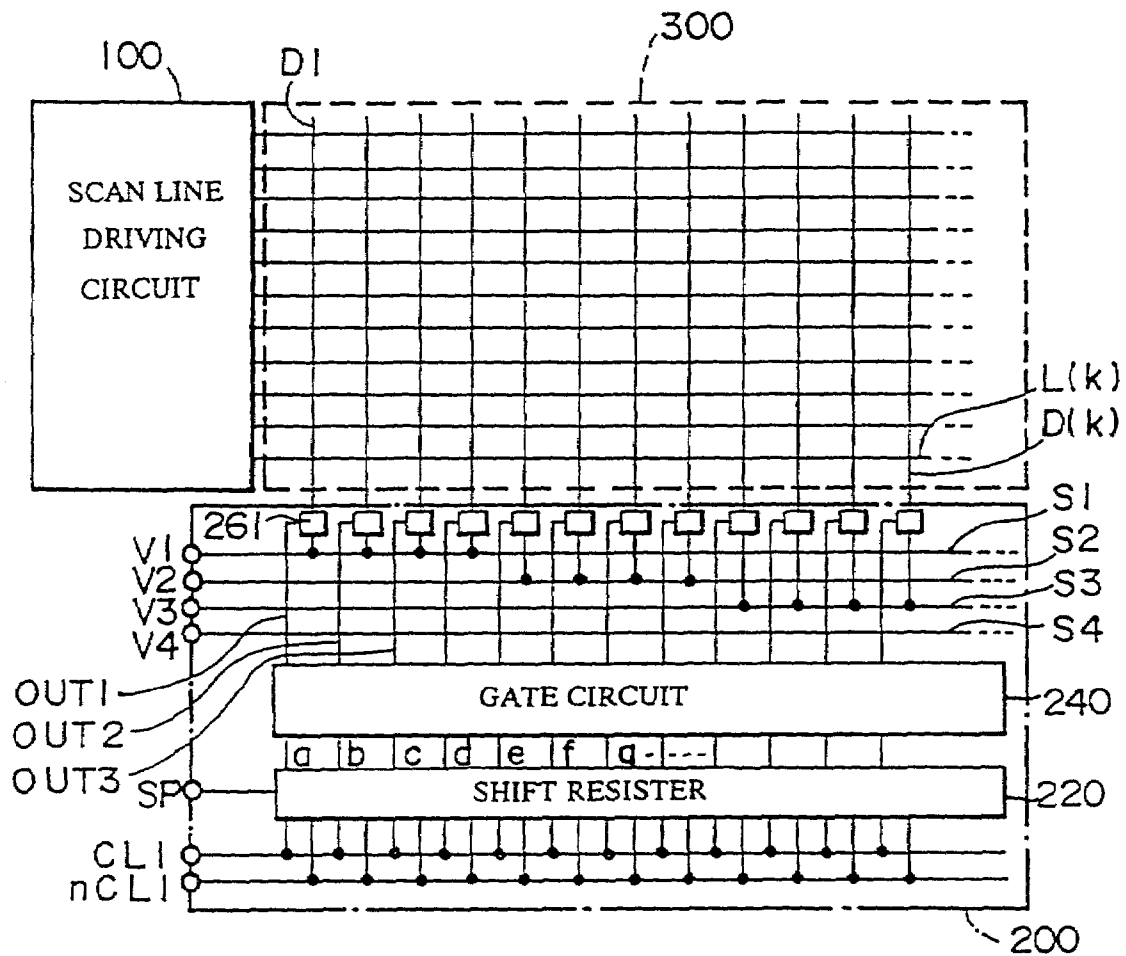 300
100
D1
SCAN LINE
DRIVING
CIRCUIT
L(k)
D(k)
261
S1
V1
S2
V2
S3
V3
S4
V4
OUT1
GATE CIRCUIT
240
OUT2
a b c d e f g
OUT3
SP
SHIFT RESISTER
220
CL1
nCL1
200